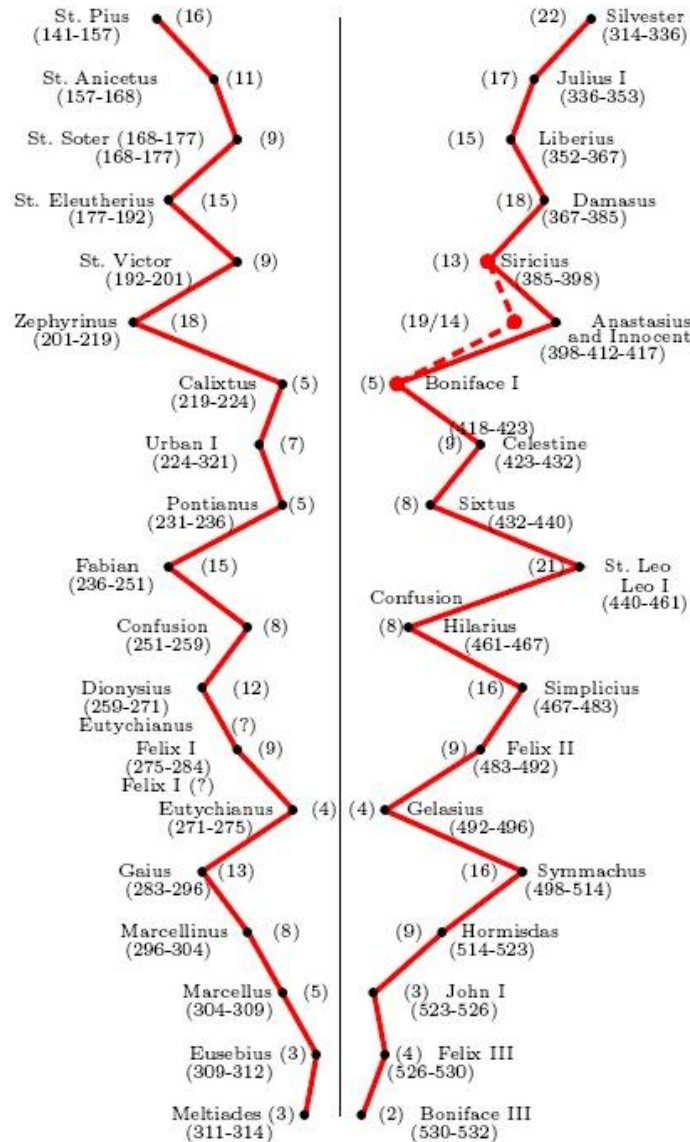 St. Pius (16)
(141-157)
St. Anicetus (11)
(157-168)
St. Soter (168-177) (9)
(168-177)
St. Eleutherius (15)
(177-192)
St. Victor (9)
(192-201)
Zephyrinus (18)
(201-219)
Calixtus (5)
(219-224)
Urban I (7)
(224-321)
Pontianus (5)
(231-236)
Fabian (15)
(236-251)
Confusion (8)
(251-259)
Dionysius (12)
(259-271)
Eutychianus (?)
Felix I (9)
(275-284)
Felix I (?)
Eutychianus (4)
(271-275)
Gaius (13)
(283-296)
Marcellinus (8)
(296-304)
Marcellus (5)
(304-309)
Eusebius (3)
(309-312)
Meltiades (3)
(311-314)
(22) Silvester
(314-336)
(17) Julius I
(336-353)
(15) Liberius
(352-367)
(18) Damasus
(367-385)
(13) Siricius
(385-398)
(19/14) Anastasius
and Innocent
(398-412-417)
(5) Boniface I
(418-423)
(9) Celestine
(423-432)
(8) Sixtus
(432-440)
(21) St. Leo
Leo I
(440-461)
Confusion
(8) Hilarius
(461-467)
(16) Simplicius
(467-483)
(9) Felix II
(483-492)
(4) Gelasius
(492-496)
(16) Symmachus
(498-514)
(9) Hormisdas
(514-523)
(3) John I
(523-526)
(4) Felix III
(526-530)
(2) Boniface III
(530-532)